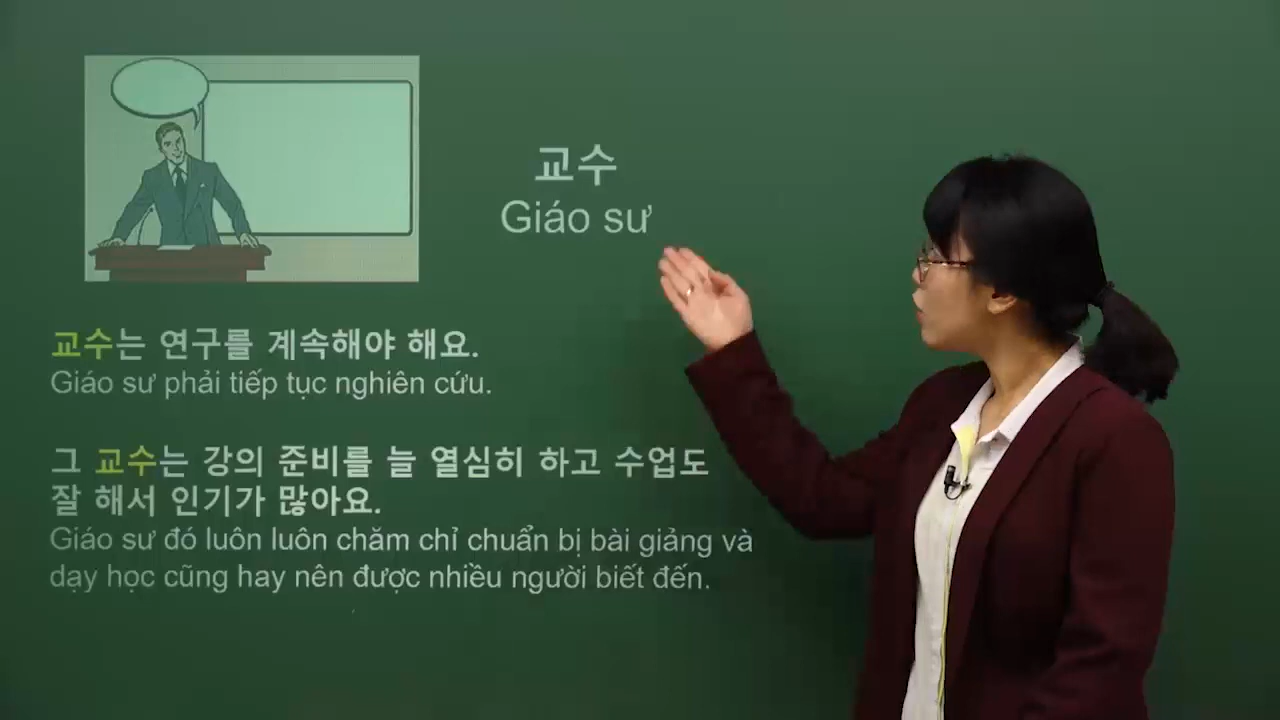 교수
Giáo sư
교수는 연구를 계속해야 해요.
Giáo sư phải tiếp tục nghiên cứu.
그 교수는 강의 준비를 늘 열심히 하고 수업도
잘 해서 인기가 많아요.
Giáo sư đó luôn luôn chăm chỉ chuẩn bị bài giảng và
dạy học cũng hay nên được nhiều người biết đến.